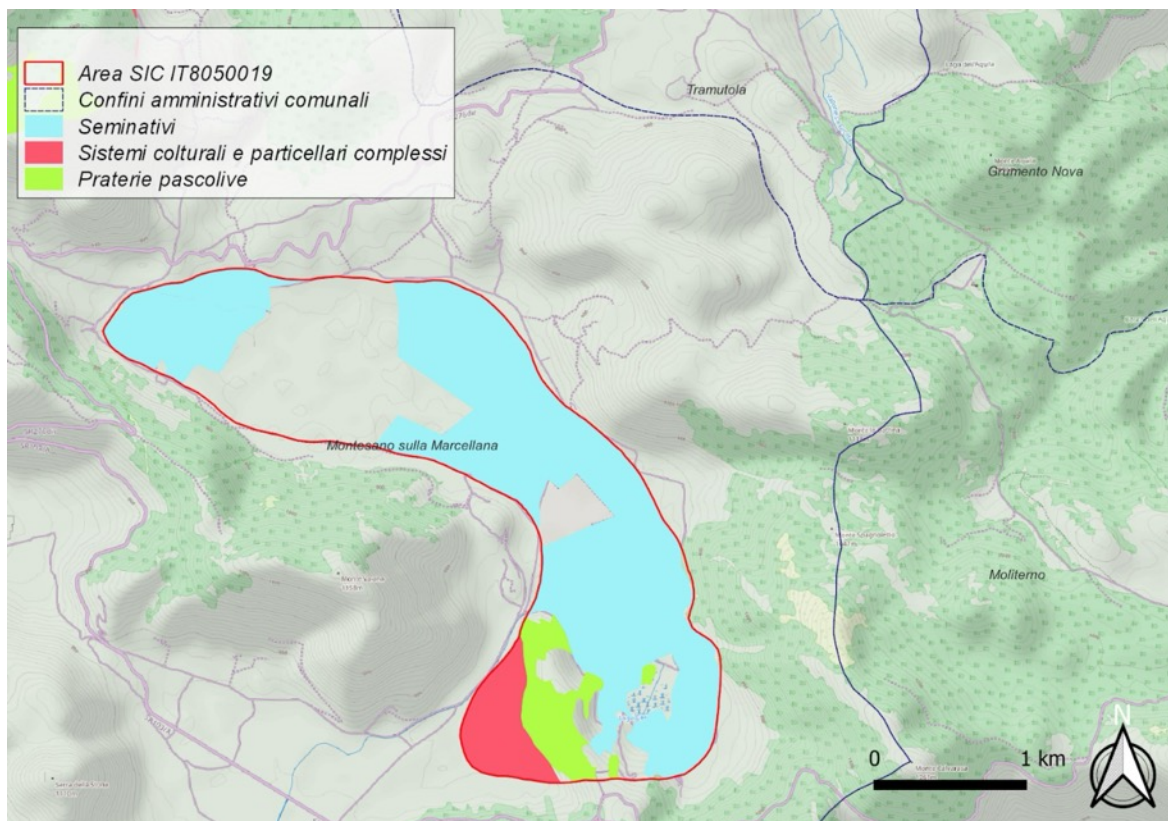 Area SIC IT8050019
Confini amministrativi comunali
Seminativi
Sistemi colturali e particellari complessi
Praterie pascolive
Tramutola
Grumento Nova
Montesano sulla Marcellana
Moliterno
N
0 1 km